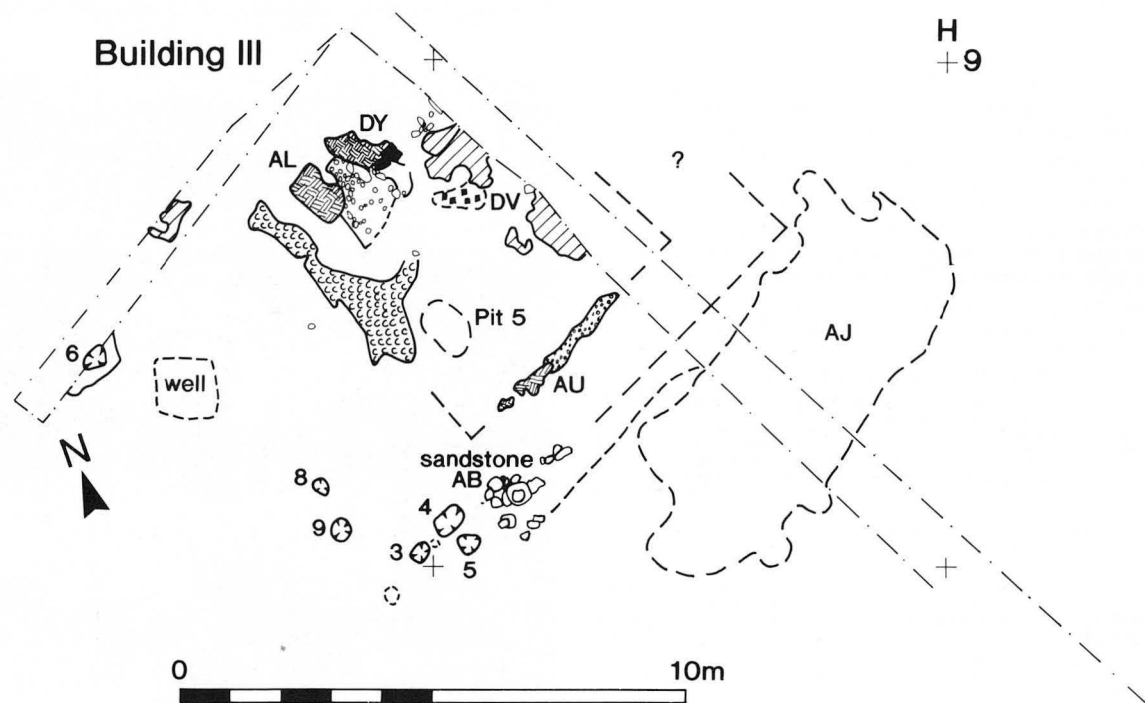 Building III
H
9
DY
AL
?
DV
Pit 5
AJ
6
well
AU
N
sandstone
AB
8
4
9
3
5
0 10m